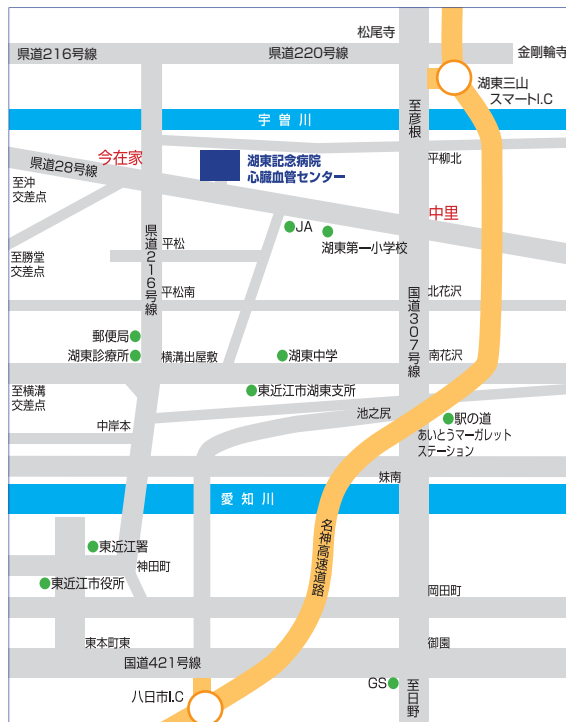 松尾寺
県道216号線
県道220号線
金剛輪寺
湖東三山
スマートI.C
至彦根
宇曽川
今在家
県道28号線
湖東記念病院
心臓血管センター
平柳北
至沖
交差点
中里
JA
湖東第一小学校
県道216号線
平松
至勝堂
交差点
平松南
国道307号線
北花沢
郵便局
湖東診療所
横溝出屋敷
湖東中学
南花沢
至横溝
交差点
東近江市湖東支所
池之尻
中岸本
駅の道
あいとうマーガレット
ステーション
妹南
愛知川
名神高速道路
東近江署
神田町
東近江市役所
岡田町
東本町東
御園
国道421号線
GS
至日野
八日市I.C